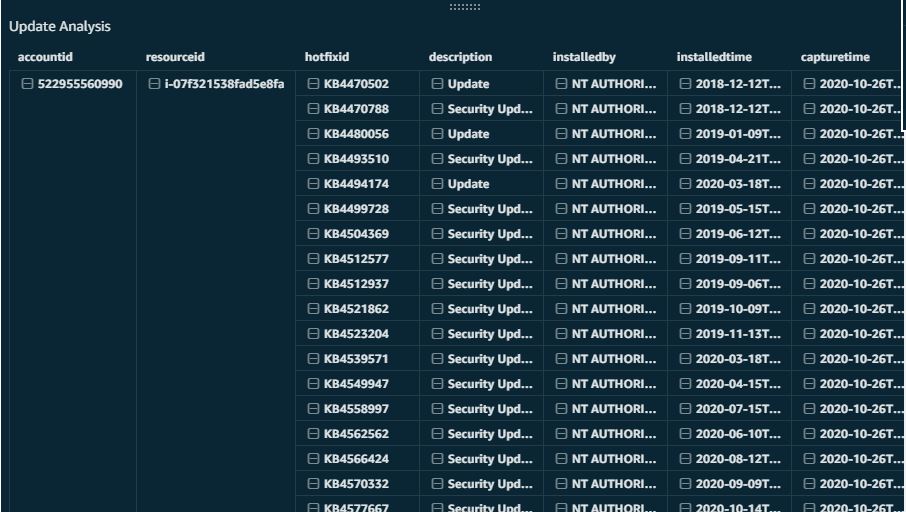 Update Analysis
accountid resourceid hotfixid description installedby installedtime capturetime
522955560990 i-07f321538fad5e8fa KB4470502 Update NT AUTHORI... 2018-12-12T... 2020-10-26T...
KB4470788 Security Upd... NT AUTHORI... 2018-12-12T... 2020-10-26T...
KB4480056 Update NT AUTHORI... 2019-01-09T... 2020-10-26T...
KB4493510 Security Upd... NT AUTHORI... 2019-04-21T... 2020-10-26T...
KB4494174 Update NT AUTHORI... 2020-03-18T... 2020-10-26T...
KB4499728 Security Upd... NT AUTHORI... 2019-05-15T... 2020-10-26T...
KB4504369 Security Upd... NT AUTHORI... 2019-06-12T... 2020-10-26T...
KB4512577 Security Upd... NT AUTHORI... 2019-09-11T... 2020-10-26T...
KB4512937 Security Upd... NT AUTHORI... 2019-09-06T... 2020-10-26T...
KB4521862 Security Upd... NT AUTHORI... 2019-10-09T... 2020-10-26T...
KB4523204 Security Upd... NT AUTHORI... 2019-11-13T... 2020-10-26T...
KB4539571 Security Upd... NT AUTHORI... 2020-03-18T... 2020-10-26T...
KB4549947 Security Upd... NT AUTHORI... 2020-04-15T... 2020-10-26T...
KB4558997 Security Upd... NT AUTHORI... 2020-07-15T... 2020-10-26T...
KB4562562 Security Upd... NT AUTHORI... 2020-06-10T... 2020-10-26T...
KB4566424 Security Upd... NT AUTHORI... 2020-08-12T... 2020-10-26T...
KB4570332 Security Upd... NT AUTHORI... 2020-09-09T... 2020-10-26T...
KB4577667 Security Upd... NT AUTHORI... 2020-10-14T... 2020-10-26T...